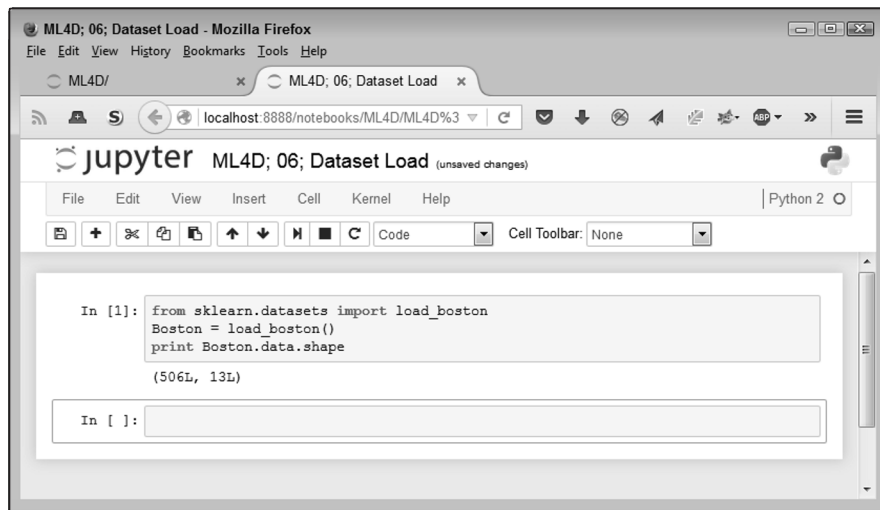 ML4D; 06; Dataset Load - Mozilla Firefox
File Edit View History Bookmarks Tools Help
ML4D/ × ML4D; 06; Dataset Load ×
S localhost:8888/notebooks/ML4D/ML4D%3 ABP
jupyter ML4D; 06; Dataset Load (unsaved changes)
File Edit View Insert Cell Kernel Help Python 2
Code Cell Toolbar: None
In [1]: from sklearn.datasets import load_boston
Boston = load_boston()
print Boston.data.shape
(506L, 13L)
In [ ]: